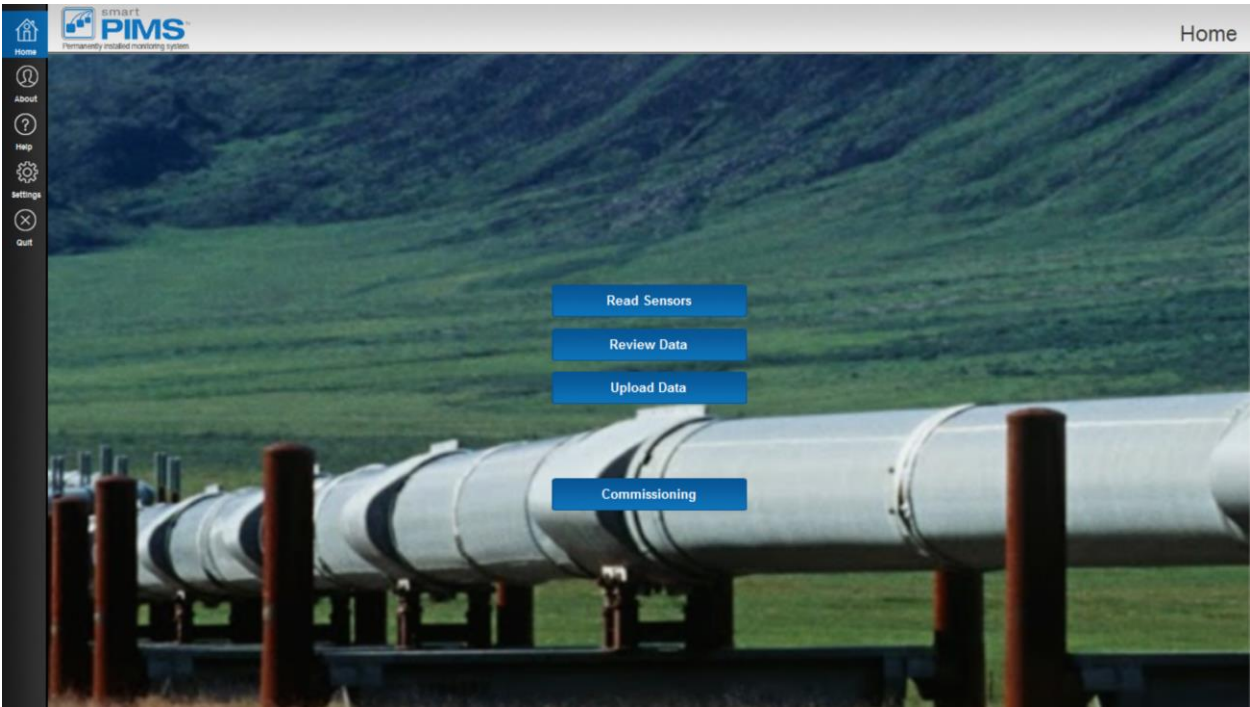 Home
About
Help
Settings
Quit
smart
PIMS
Permanently installed monitoring system
Home
Read Sensors
Review Data
Upload Data
Commissioning